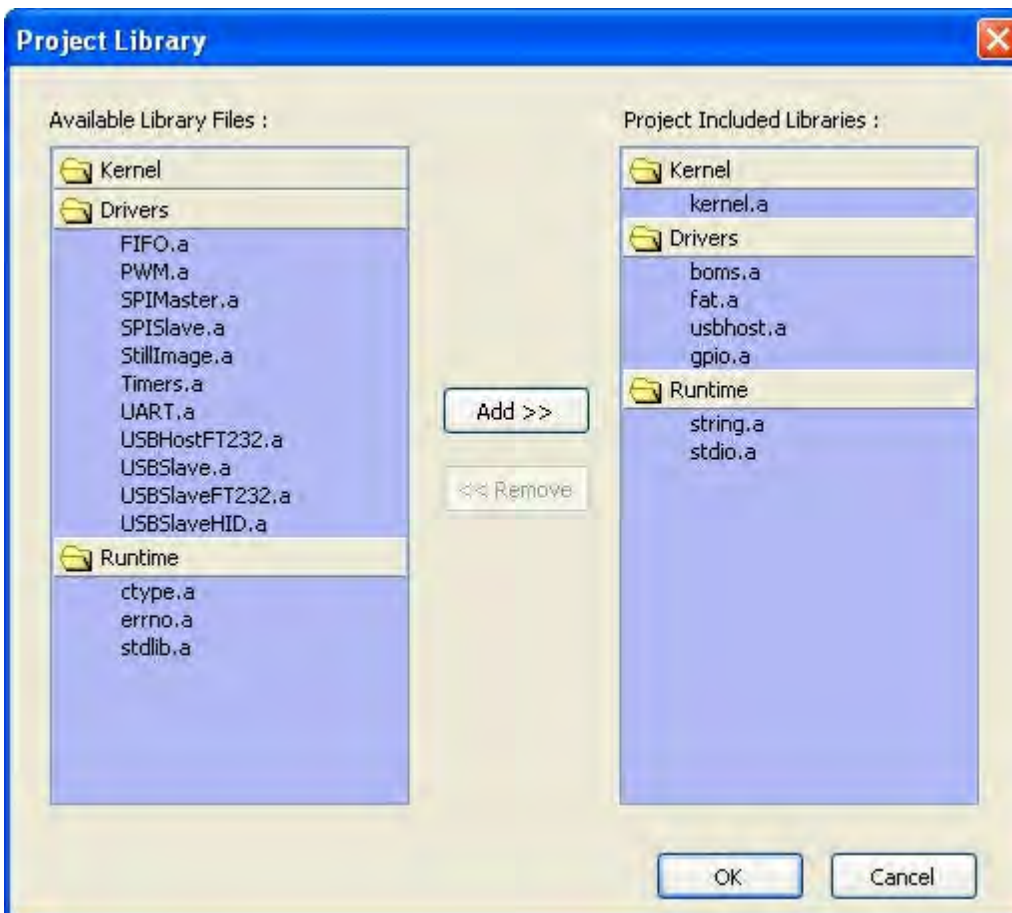 Project Library
Available Library Files :
Kernel
Drivers
FIFO.a
PWM.a
SPIMaster.a
SPISlave.a
StillImage.a
Timers.a
UART.a
USBHostFT232.a
USBSlave.a
USBSlaveFT232.a
USBSlaveHID.a
Runtime
ctype.a
errno.a
stdlib.a
Add >>
<< Remove
Project Included Libraries :
Kernel
kernel.a
Drivers
boms.a
fat.a
usbhost.a
gpio.a
Runtime
string.a
stdio.a
OK
Cancel